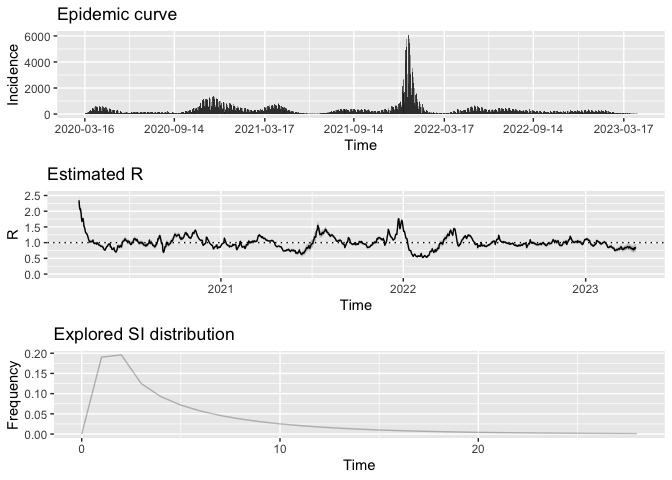 Epidemic curve
6000
4000
2000
0
Incidence
2020-03-16 2020-09-14 2021-03-17 2021-09-14 2022-03-17 2022-09-14 2023-03-17
Time
Estimated R
2.5
2.0
1.5
1.0
0.5
0.0
R
2021 2022 2023
Time
Explored SI distribution
0.20
0.15
0.10
0.05
0.00
Frequency
0 10 20
Time